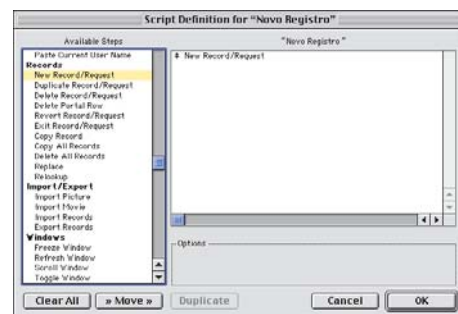 Script Definition for “Novo Registro”
Available Steps
“Novo Registro”
Paste Current User Name
Records
New Record/Request
Duplicate Record/Request
Delete Record/Request
Delete Portal Row
Revert Record/Request
Exit Record/Request
Copy Record
Copy All Records
Delete All Records
Replace
Relookup
Import/Export
Import Picture
Import Movie
Import Records
Export Records
Windows
Freeze Window
Refresh Window
Scroll Window
Toggle Window
New Record/Request
Options
Clear All
» Move »
Duplicate
Cancel
OK